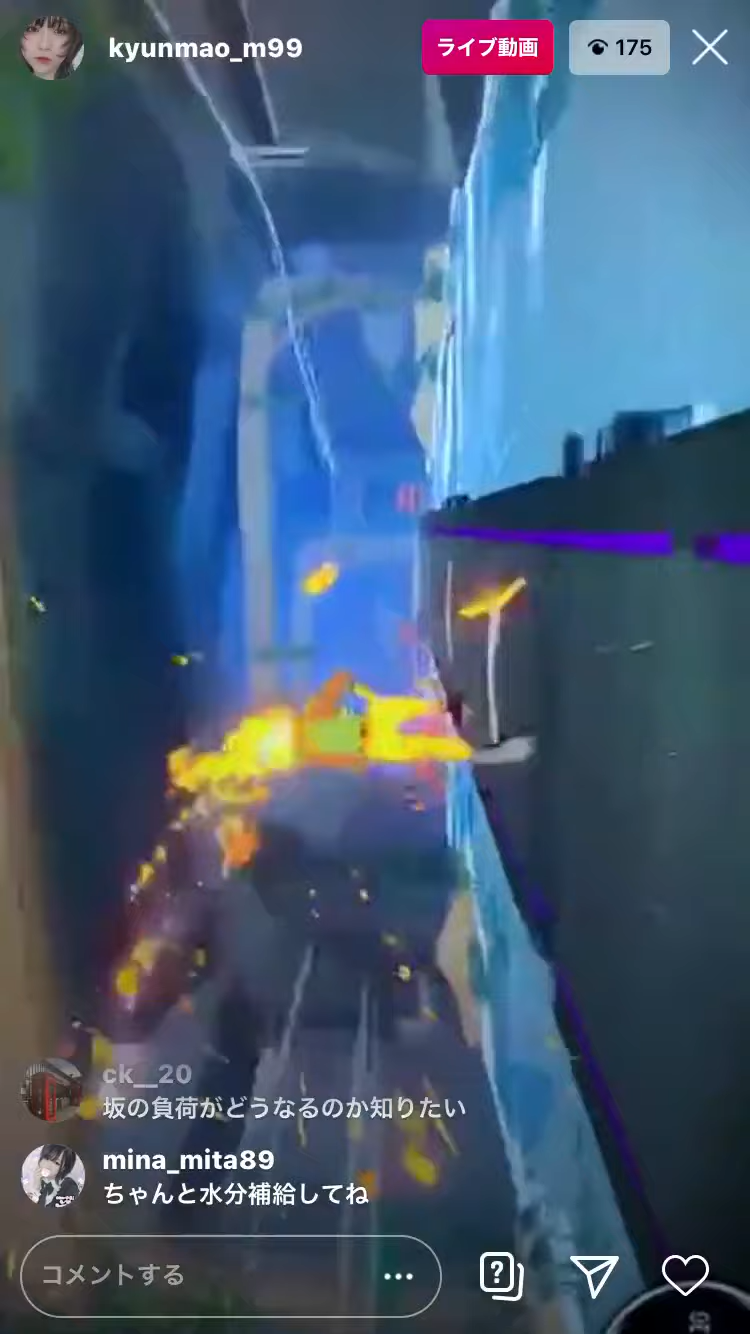 kyunmao_m99
ライブ動画
175
ck__20
坂の負荷がどうなるのか知りたい
mina_mita89
ちゃんと水分補給してね
コメントする